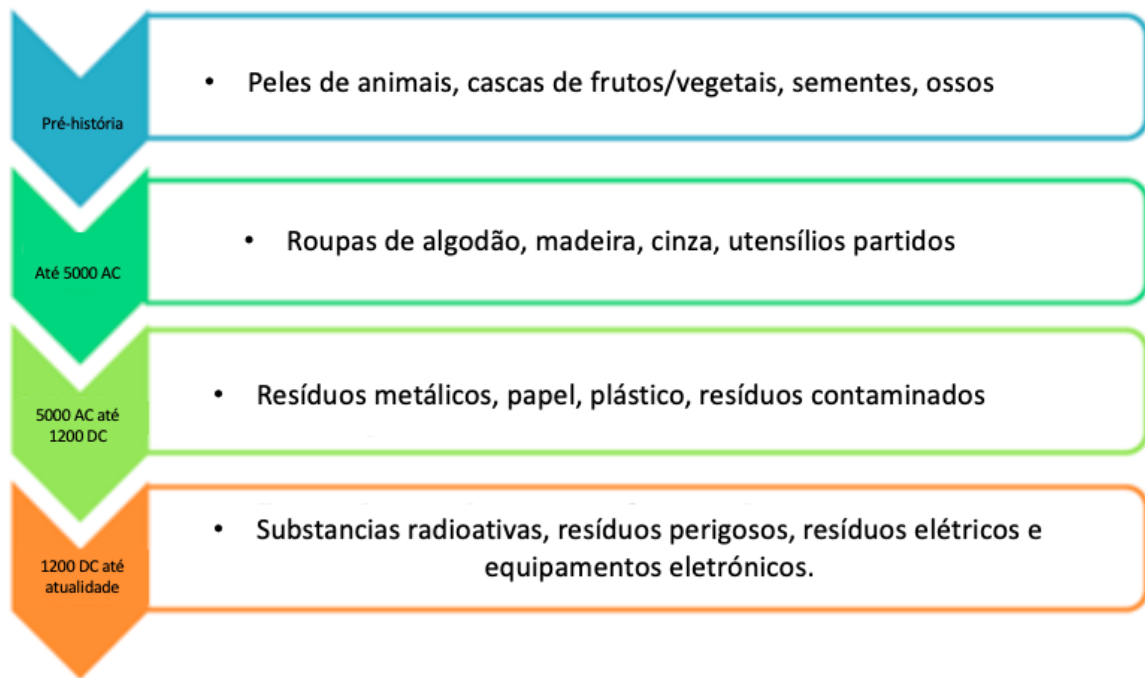 Pré-história
• Peles de animais, cascas de frutos/vegetais, sementes, ossos
Até 5000 AC
• Roupas de algodão, madeira, cinza, utensílios partidos
5000 AC até
1200 DC
• Resíduos metálicos, papel, plástico, resíduos contaminados
1200 DC até
atualidade
• Substancias radioativas, resíduos perigosos, resíduos elétricos e
equipamentos eletrónicos.